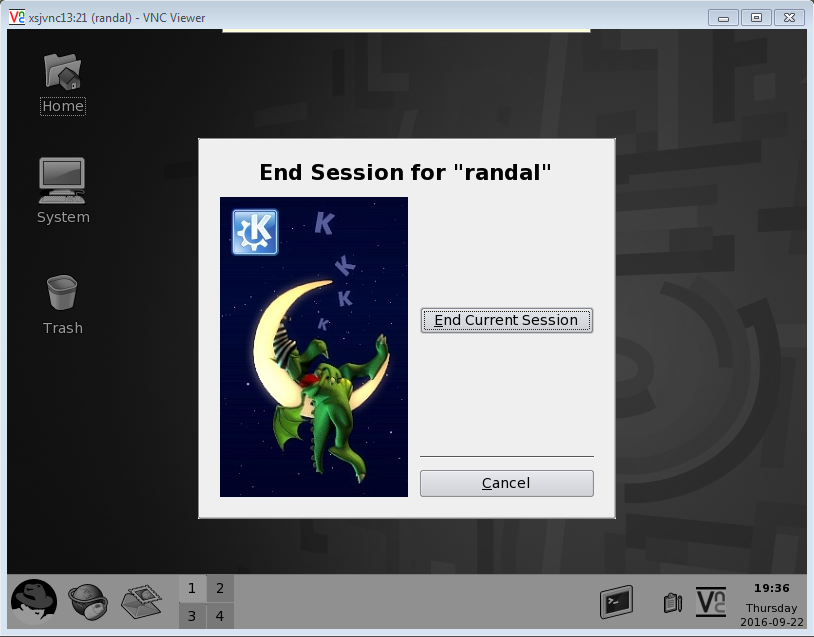 xsjvnc13:21 (randal) - VNC Viewer
Home
System
Trash
End Session for "randal"
K
K
K
K
K
End Current Session
Cancel
1 2
3 4
19:36
Thursday
2016-09-22